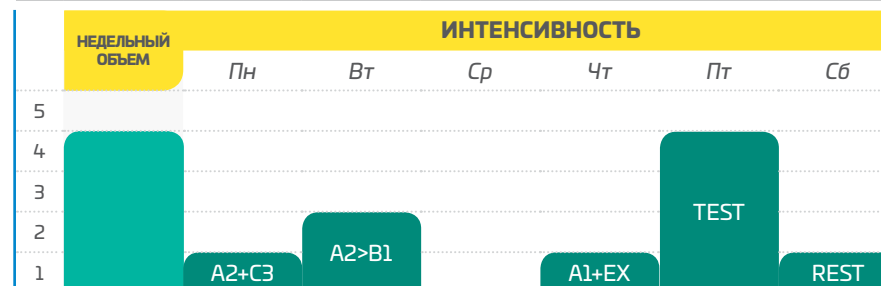 НЕДЕЛЬНЫЙ
ОБЪЕМ
ИНТЕНСИВНОСТЬ
Пн Вт Ср Чт Пт Сб
5
4
3
2
1
TEST
A2>B1
A2+C3
A1+EX
REST